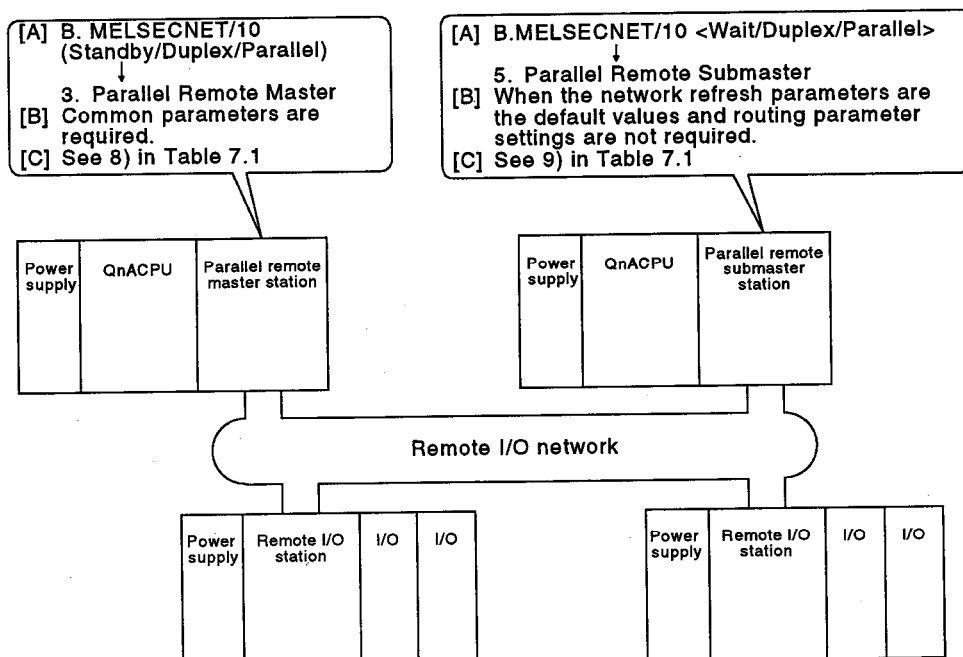 [A] B. MELSECNET/10
(Standby/Duplex/Parallel)
3. Parallel Remote Master
[B] Common parameters are
required.
[C] See 8) in Table 7.1
[A] B.MELSECNET/10 <Wait/Duplex/Parallel>
5. Parallel Remote Submaster
[B] When the network refresh parameters are
the default values and routing parameter
settings are not required.
[C] See 9) in Table 7.1
Power
supply
QnACPU
Parallel remote
master station
Power
supply
QnACPU
Parallel remote
submaster
station
Remote I/O network
Power
supply
Remote I/O
station
I/O
I/O
Power
supply
Remote I/O
station
I/O
I/O